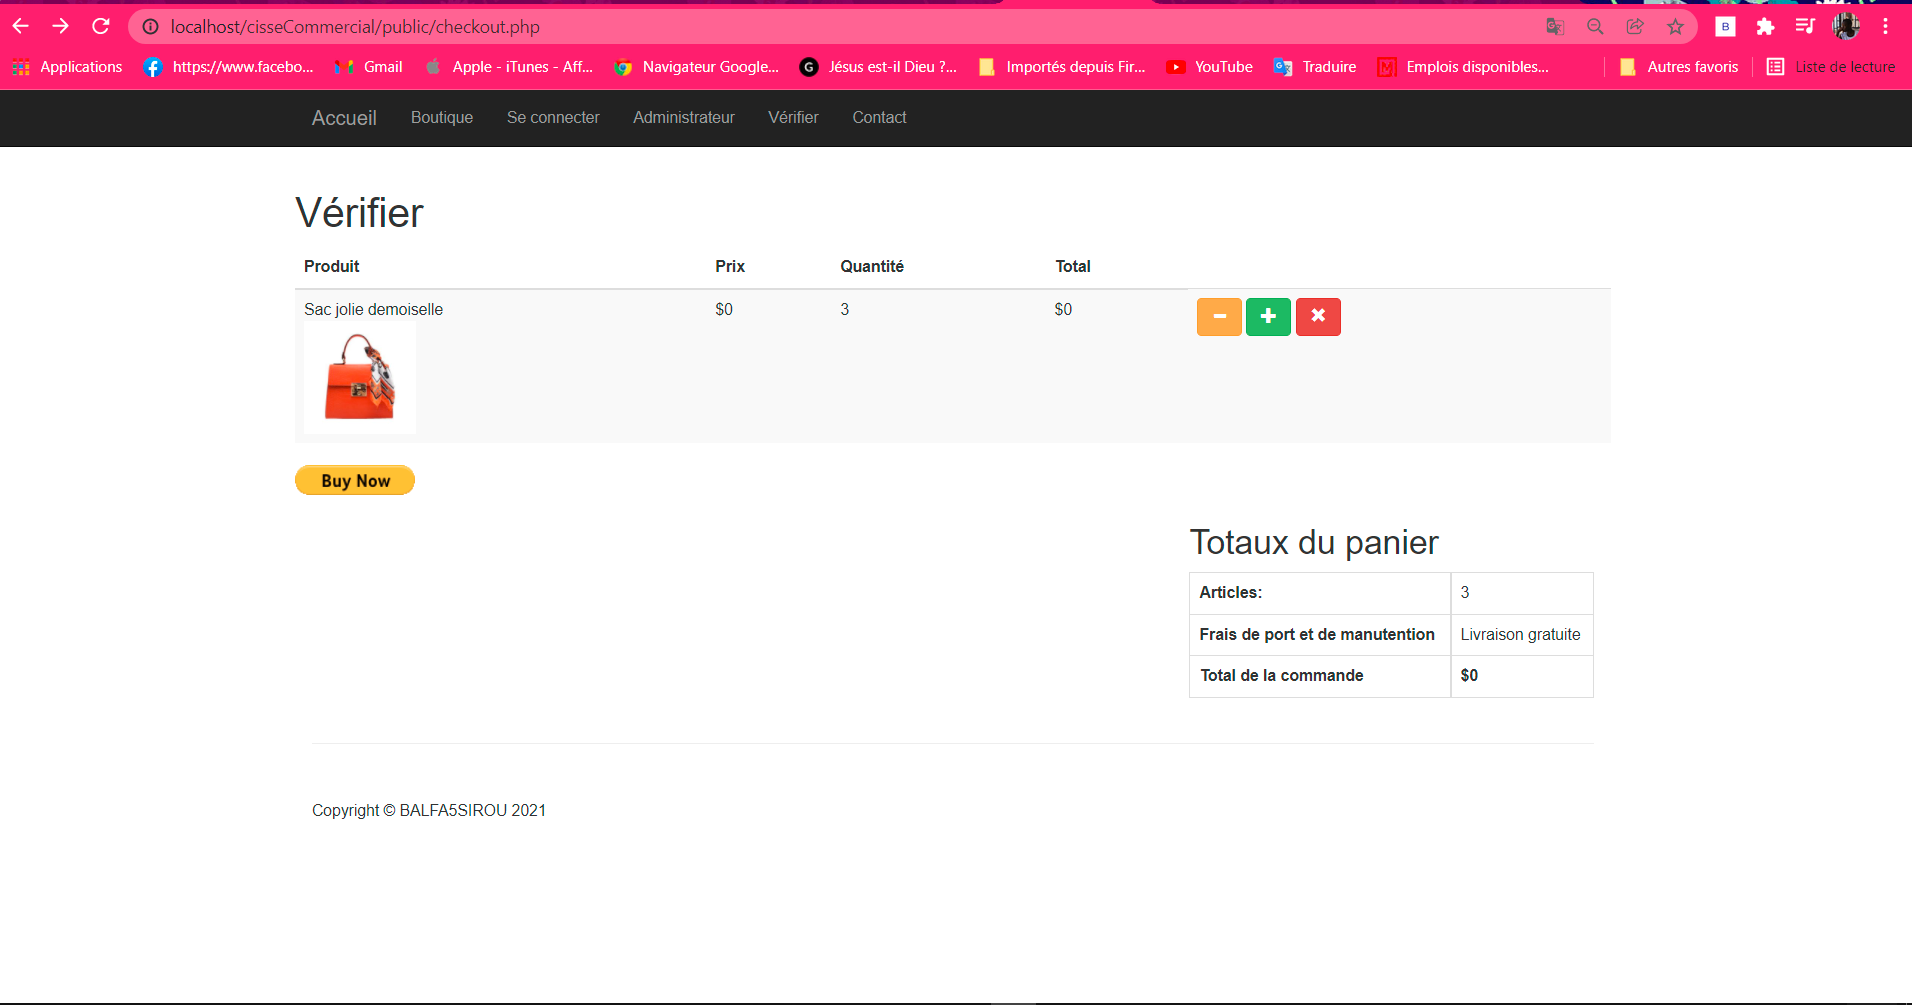 localhost/cisseCommercial/public/checkout.php
B
Applications https://www.facebo... Gmail Apple - iTunes - Aff... Navigateur Google... G Jésus est-il Dieu ?... Importés depuis Fir... YouTube Traduire M Emplois disponibles... Autres favoris Liste de lecture
Accueil Boutique Se connecter Administrateur Vérifier Contact
Vérifier
Produit Prix Quantité Total
Sac jolie demoiselle $0 3 $0
Buy Now
Totaux du panier
Articles: 3
Frais de port et de manutention Livraison gratuite
Total de la commande $0
Copyright © BALFA5SIROU 2021